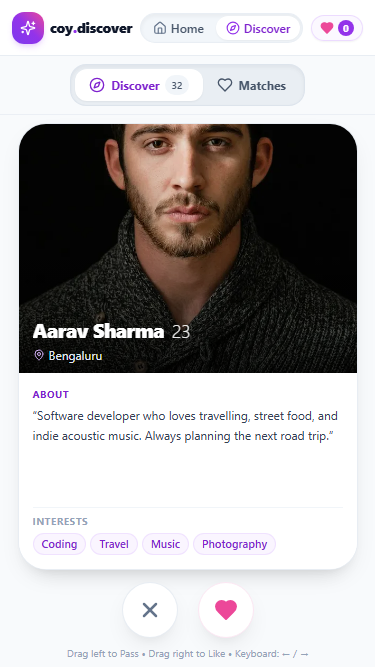 coy.discover
Home
Discover
0
Discover 32
Matches
Aarav Sharma 23
Bengaluru
ABOUT
“Software developer who loves travelling, street food, and
indie acoustic music. Always planning the next road trip.”
INTERESTS
Coding Travel Music Photography
Drag left to Pass • Drag right to Like • Keyboard: ← / →